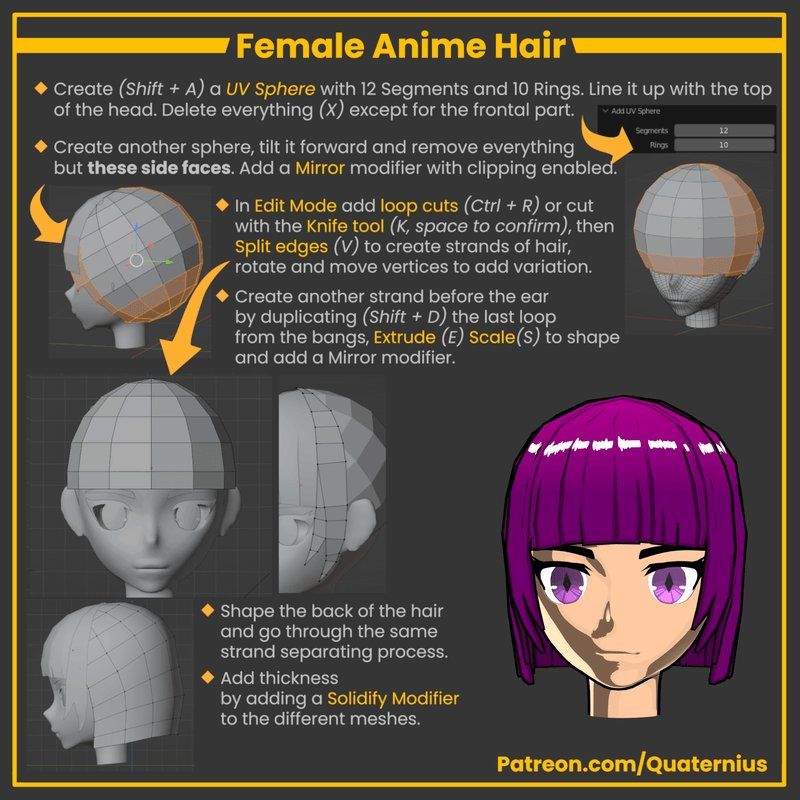 Female Anime Hair
Create (Shift + A) a UV Sphere with 12 Segments and 10 Rings. Line it up with the top
of the head. Delete everything (X) except for the frontal part.
Add UV Sphere
Segments 12
Rings 10
Create another sphere, tilt it forward and remove everything
but these side faces. Add a Mirror modifier with clipping enabled.
In Edit Mode add loop cuts (Ctrl + R) or cut
with the Knife tool (K, space to confirm), then
Split edges (V) to create strands of hair,
rotate and move vertices to add variation.
Create another strand before the ear
by duplicating (Shift + D) the last loop
from the bangs, Extrude (E) Scale(S) to shape
and add a Mirror modifier.
Shape the back of the hair
and go through the same
strand separating process.
Add thickness
by adding a Solidify Modifier
to the different meshes.
Patreon.com/Quaternius